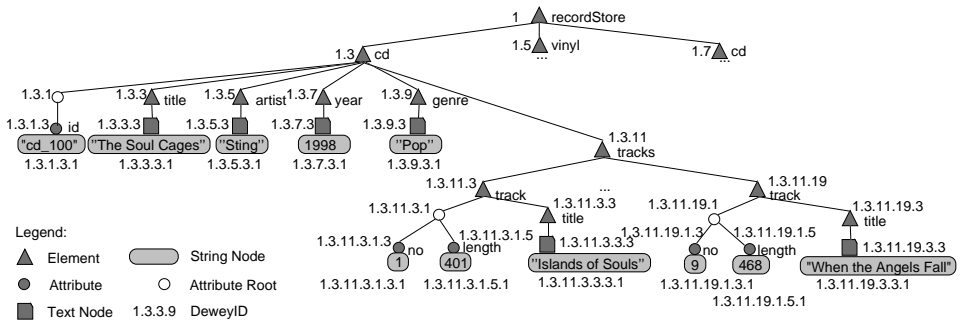 1 recordStore
1.3 cd
1.5 vinyl
...
1.7 cd
...
1.3.1
1.3.3 title
1.3.5 artist
1.3.7 year
1.3.9 genre
1.3.1.3 id
1.3.3.3
1.3.5.3
1.3.7.3
1.3.9.3
"cd_100"
"The Soul Cages"
"Sting"
1998
"Pop"
1.3.1.3.1
1.3.3.3.1
1.3.5.3.1
1.3.7.3.1
1.3.9.3.1
1.3.11
tracks
1.3.11.3
track
...
1.3.11.19
track
1.3.11.3.1
1.3.11.3.3
title
1.3.11.19.1
1.3.11.19.3
title
1.3.11.3.1.3
no
1.3.11.3.1.5
length
1.3.11.3.3.3
1.3.11.19.1.3
no
1.3.11.19.1.5
length
1.3.11.19.3.3
1
401
"Islands of Souls"
9
468
"When the Angels Fall"
1.3.11.3.1.3.1
1.3.11.3.1.5.1
1.3.11.3.3.3.1
1.3.11.19.1.3.1
1.3.11.19.1.5.1
1.3.11.19.3.3.1
Legend:
Element
String Node
Attribute
Attribute Root
Text Node
1.3.3.9 DeweyID